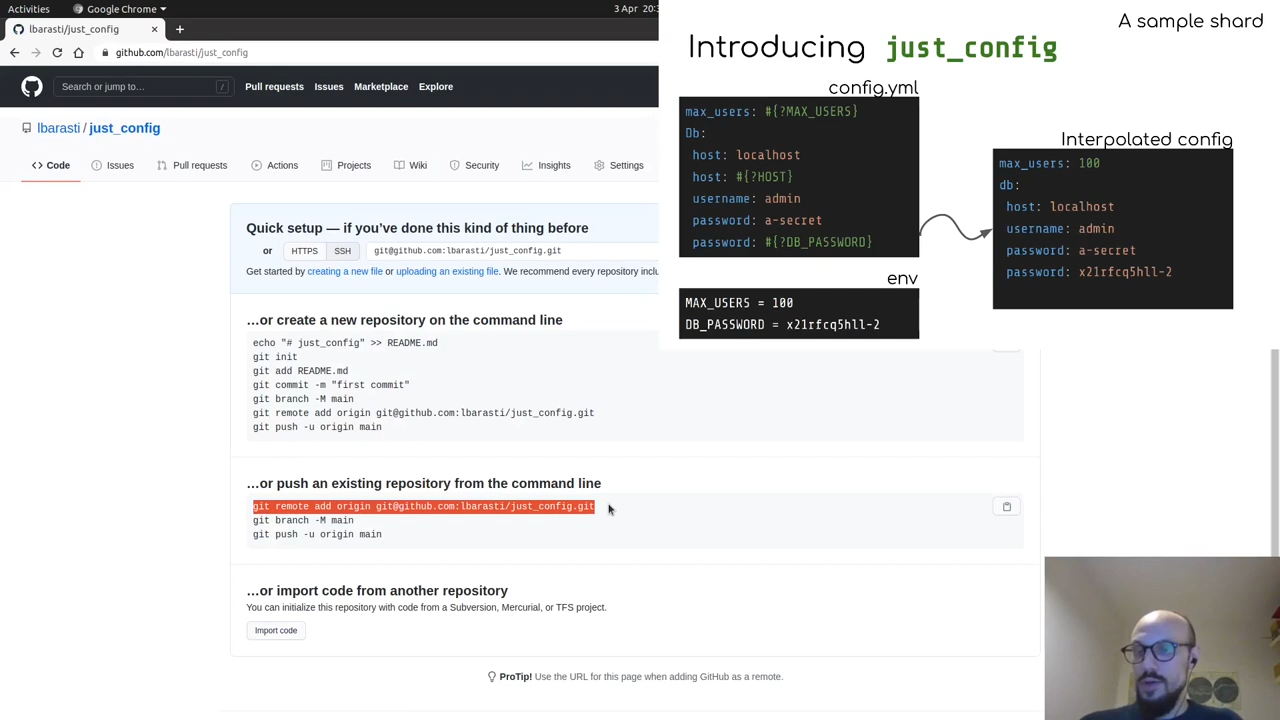 Activities
Google Chrome
3 Apr 20:3
lbarasti/just_config
github.com/lbarasti/just_config
Search or jump to…
/
Pull requests
Issues
Marketplace
Explore
lbarasti / just_config
Code
Issues
Pull requests
Actions
Projects
Wiki
Security
Insights
Settings
Quick setup — if you've done this kind of thing before
or
HTTPS
SSH
git@github.com:lbarasti/just_config.git
Get started by creating a new file or uploading an existing file. We recommend every repository inclu
…or create a new repository on the command line
echo "# just_config" >> README.md
git init
git add README.md
git commit -m "first commit"
git branch -M main
git remote add origin git@github.com:lbarasti/just_config.git
git push -u origin main
…or push an existing repository from the command line
git remote add origin git@github.com:lbarasti/just_config.git
git branch -M main
git push -u origin main
…or import code from another repository
You can initialize this repository with code from a Subversion, Mercurial, or TFS project.
Import code
ProTip! Use the URL for this page when adding GitHub as a remote.
A sample shard
Introducing just_config
config.yml
max_users: #{?MAX_USERS}
Db:
host: localhost
host: #{?HOST}
username: admin
password: a-secret
password: #{?DB_PASSWORD}
env
MAX_USERS = 100
DB_PASSWORD = x21rfcq5hll-2
Interpolated config
max_users: 100
db:
host: localhost
username: admin
password: a-secret
password: x21rfcq5hll-2